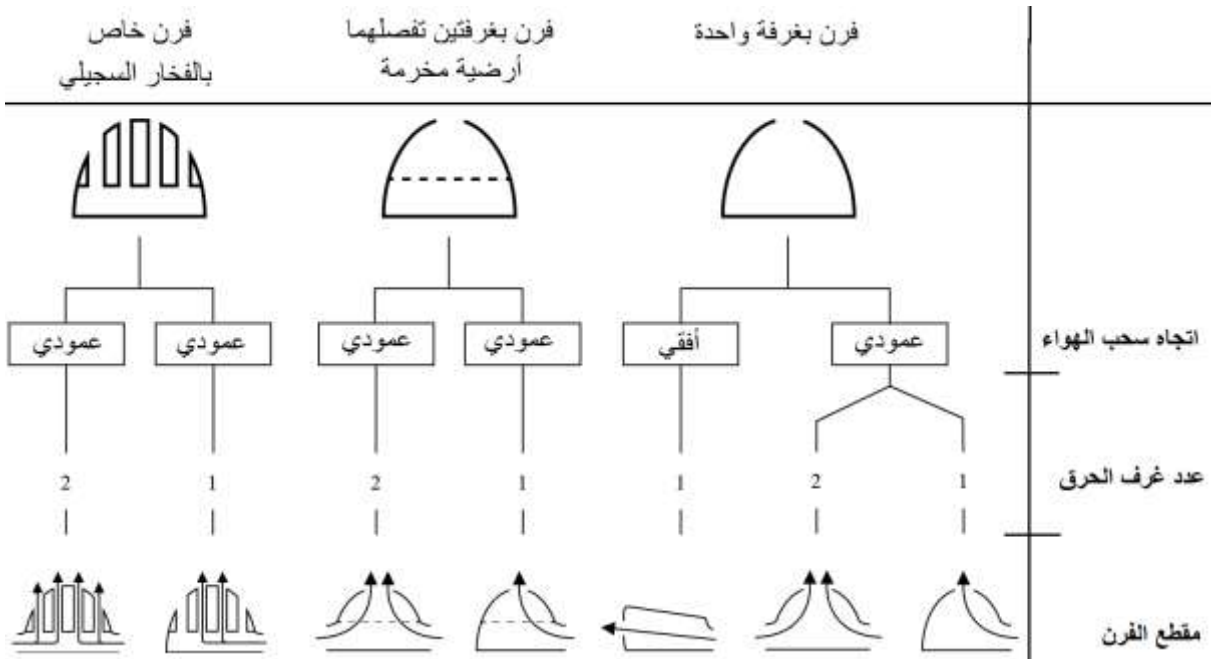 فرن بغرفة واحدة
فرن بغرفتين تفصلهما
أرضية مخرمة
فرن خاص
بالفخار السجيلي
اتجاه سحب الهواء
عمودي
أفقي
عمودي
عمودي
عمودي
عمودي
عدد غرف الحرق
1
2
1
1
2
1
2
مقطع الفرن